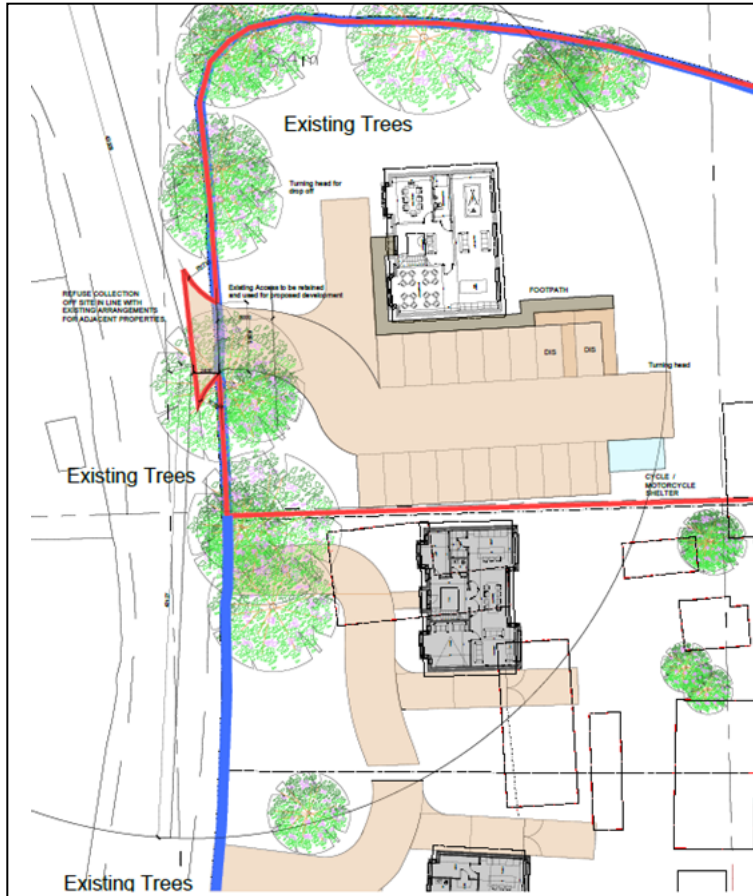 Existing Trees
Turning head for
drop off
REFUSE COLLECTION
OFF SITE IN LINE WITH
EXISTING ARRANGEMENTS
FOR ADJACENT PROPERTIES
Existing Access to be retained
and used for proposed development
FOOTPATH
DIS
DIS
Turning head
Existing Trees
CYCLE /
MOTORCYCLE
SHELTER
Existing Trees